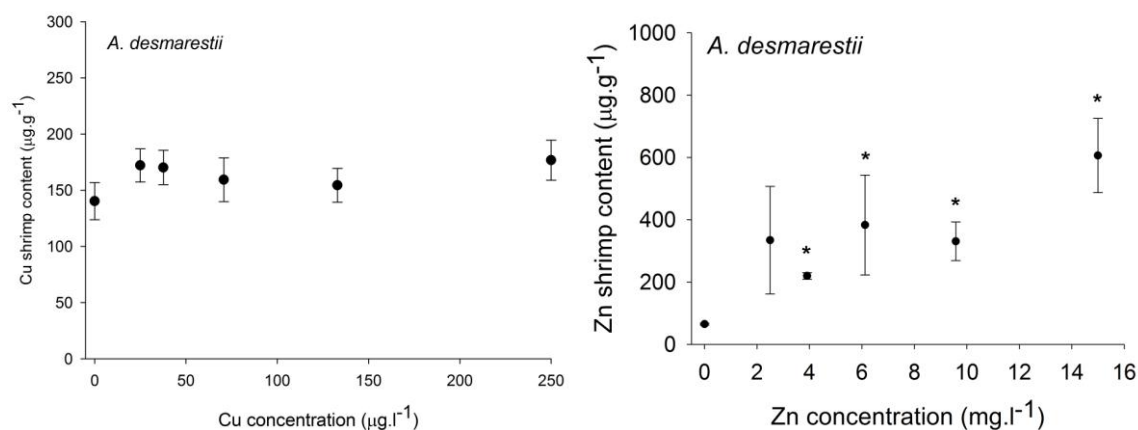 A. desmarestii
Cu shrimp content (µg.g⁻¹)
300
250
200
150
100
50
0
0 50 100 150 200 250
Cu concentration (µg.l⁻¹)
A. desmarestii
Zn shrimp content (µg.g⁻¹)
1000
800
600
400
200
0
*
*
*
*
0 2 4 6 8 10 12 14 16
Zn concentration (mg.l⁻¹)